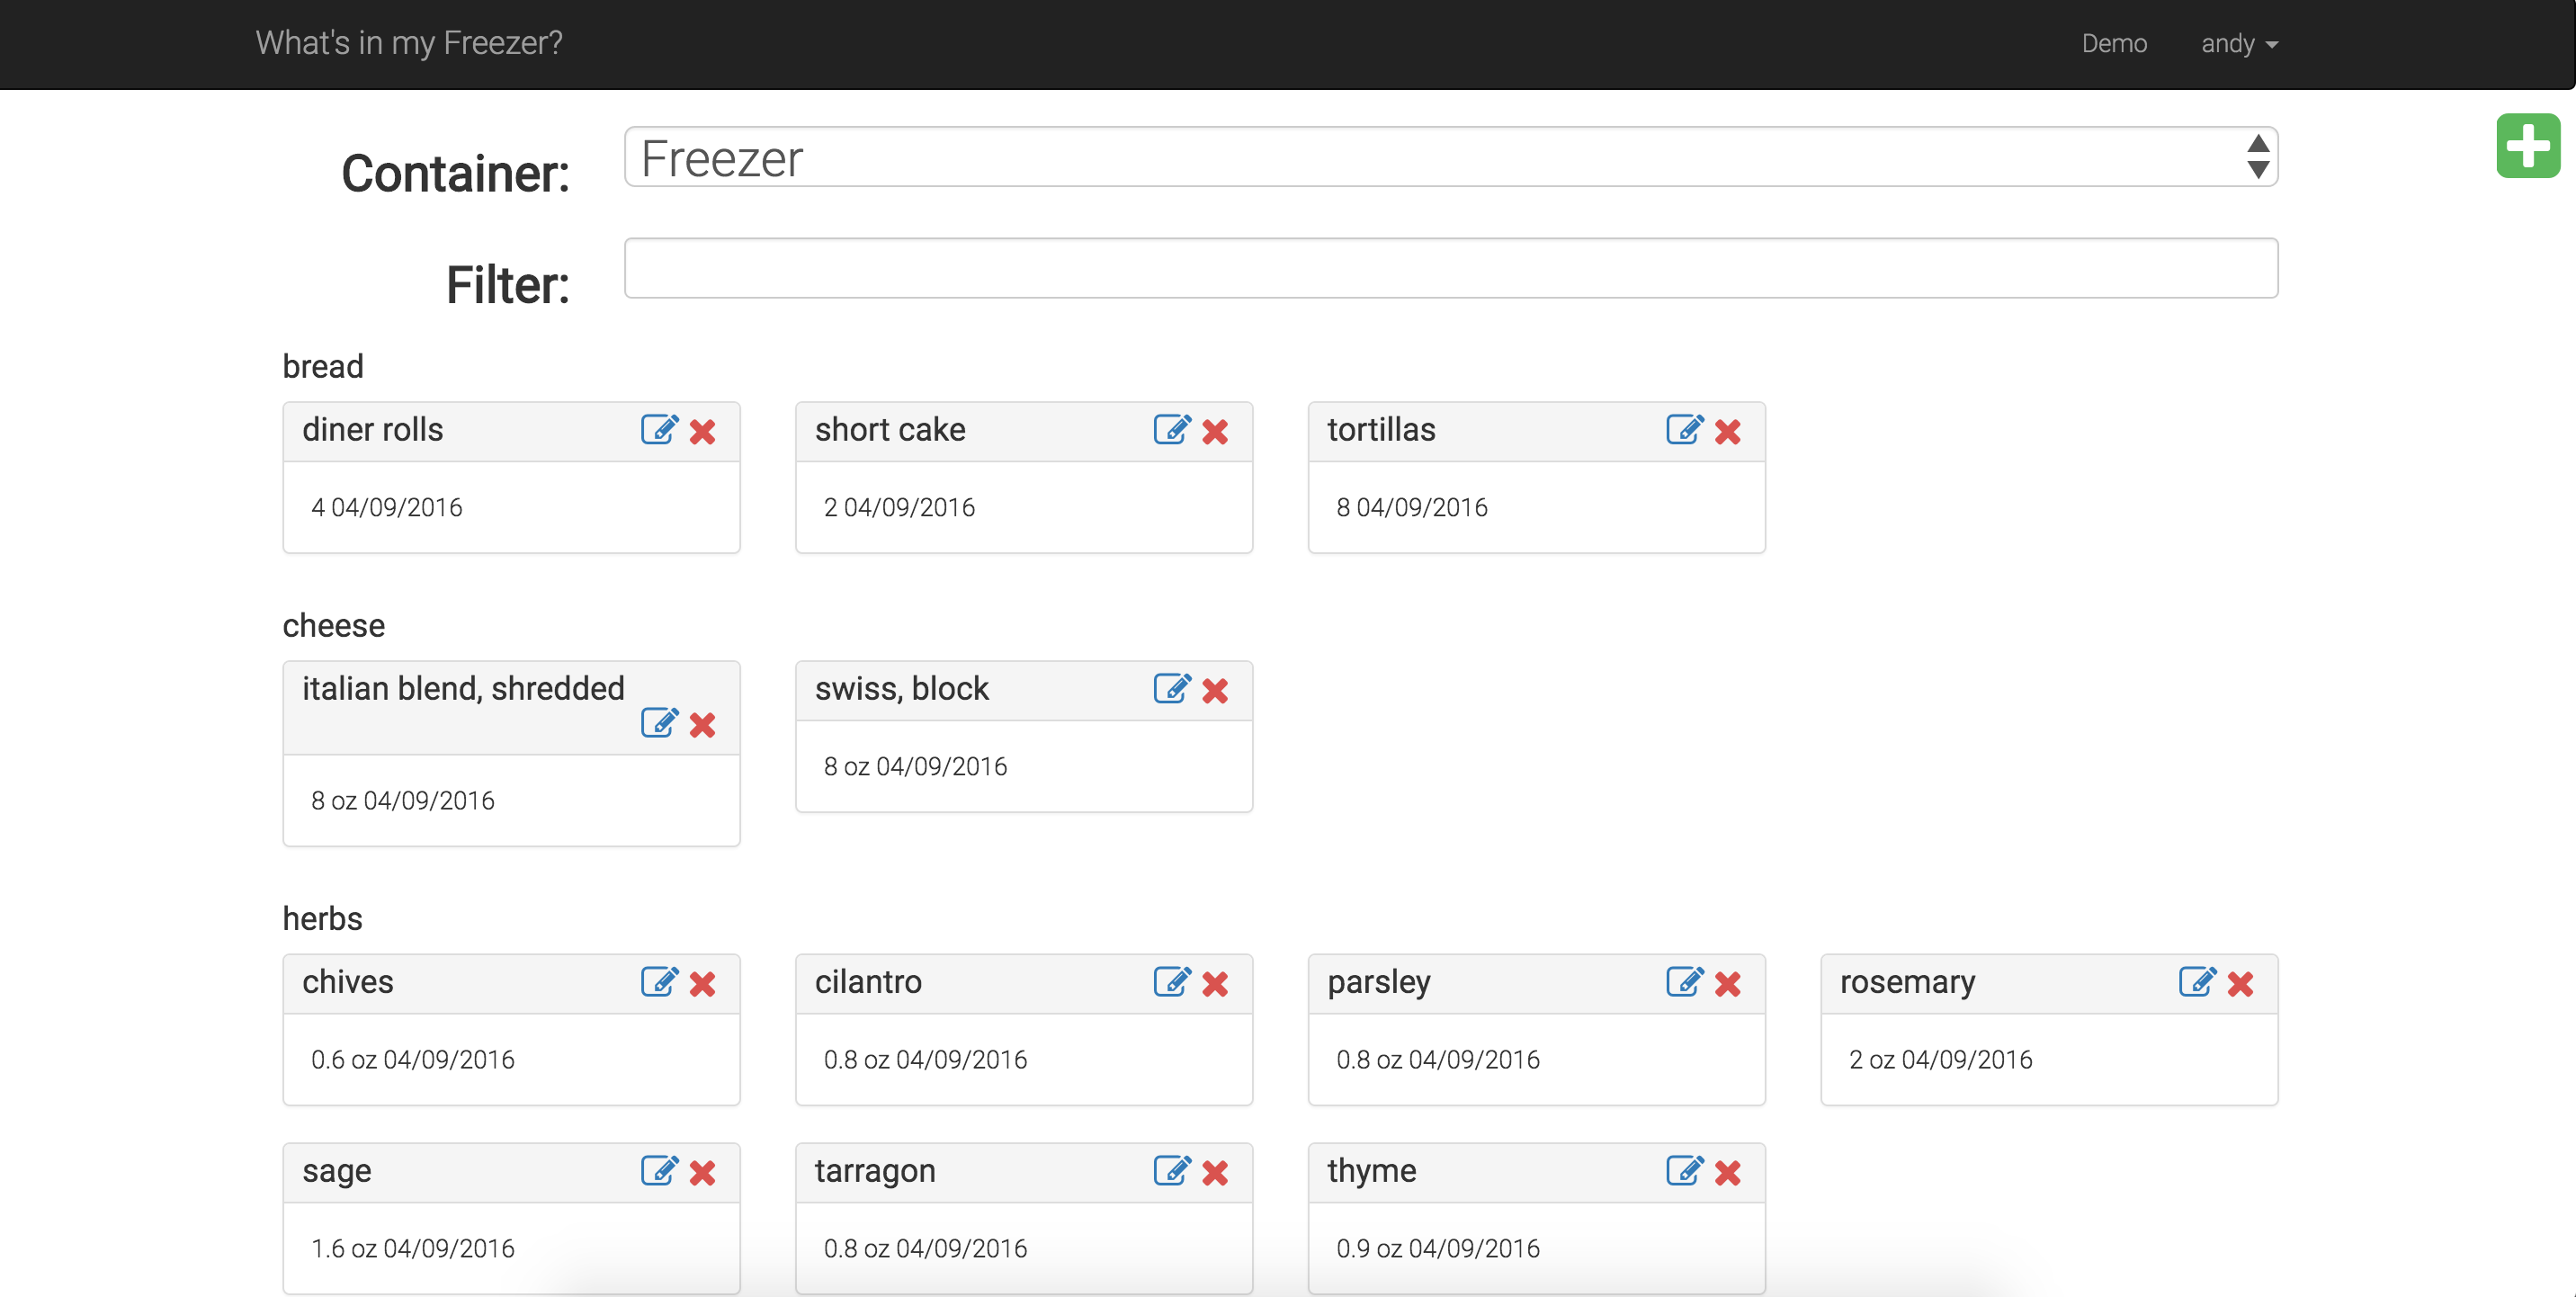 What's in my Freezer?
Demo
andy
Container:
Freezer
Filter:
bread
diner rolls
4 04/09/2016
short cake
2 04/09/2016
tortillas
8 04/09/2016
cheese
italian blend, shredded
8 oz 04/09/2016
swiss, block
8 oz 04/09/2016
herbs
chives
0.6 oz 04/09/2016
cilantro
0.8 oz 04/09/2016
parsley
0.8 oz 04/09/2016
rosemary
2 oz 04/09/2016
sage
1.6 oz 04/09/2016
tarragon
0.8 oz 04/09/2016
thyme
0.9 oz 04/09/2016